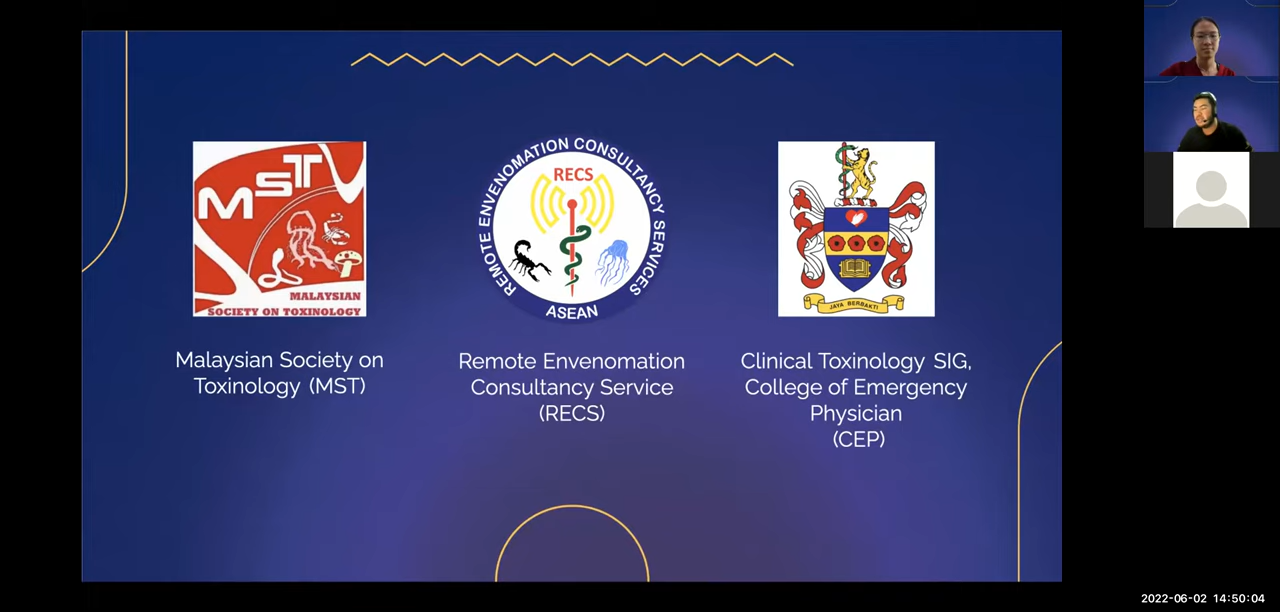 MST
MALAYSIAN
SOCIETY ON TOXINOLOGY
REMOTE ENVENOMATION CONSULTANCY SERVICES
RECS
ASEAN
JAYA BERBAKTI
Malaysian Society on
Toxinology (MST)
Remote Envenomation
Consultancy Service
(RECS)
Clinical Toxinology SIG,
College of Emergency
Physician
(CEP)
2022-06-02 14:50:04